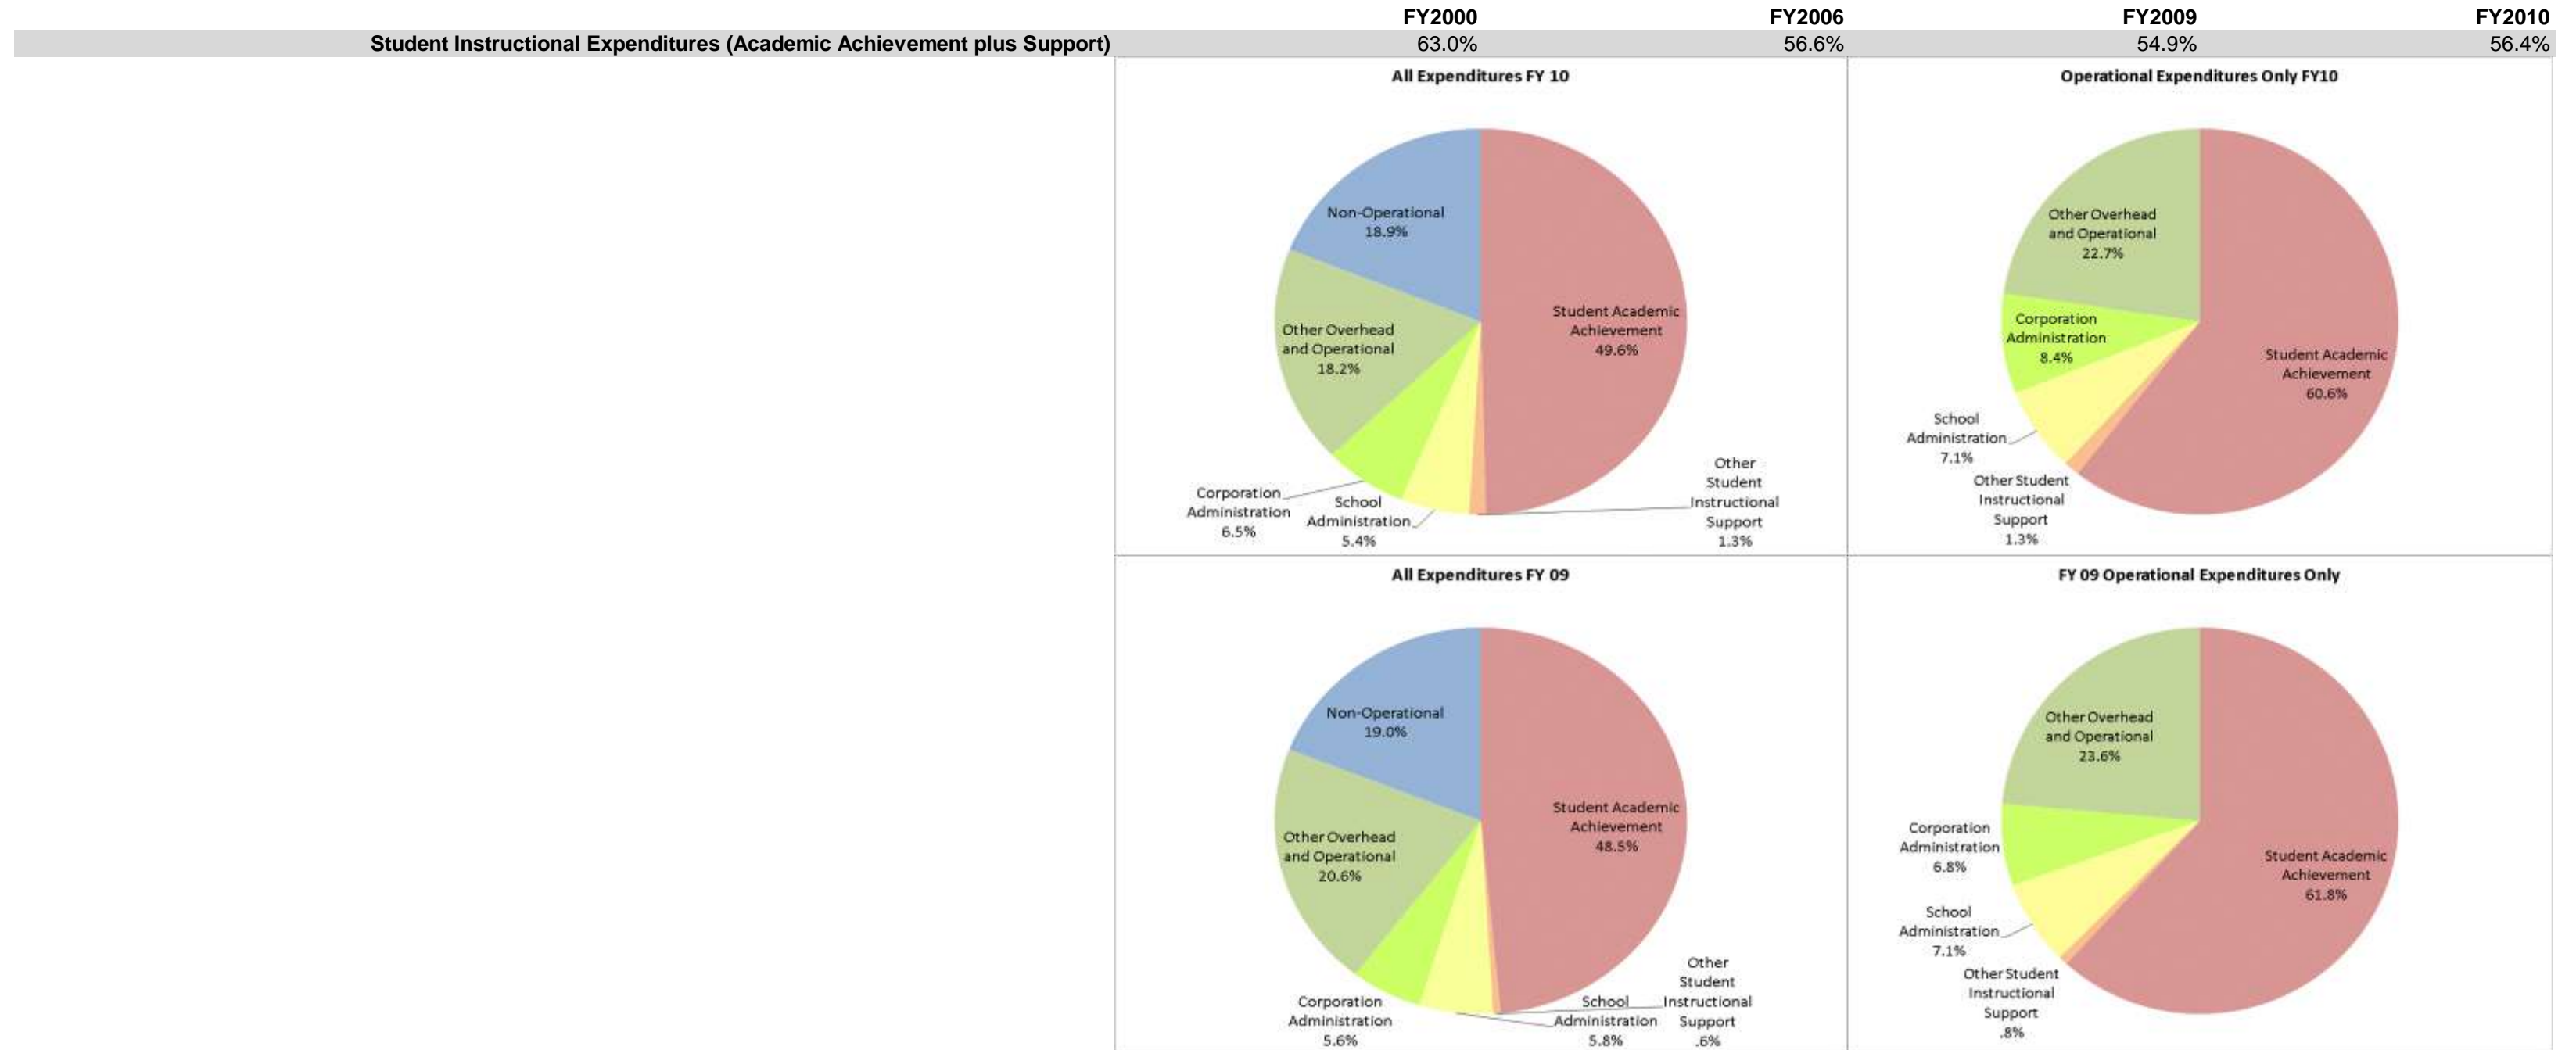 FY2000 FY2006 FY2009 FY2010
Student Instructional Expenditures (Academic Achievement plus Support) 63.0% 56.6% 54.9% 56.4%
All Expenditures FY 10
Non-Operational
18.9%
Other Overhead
and Operational
18.2%
Student Academic
Achievement
49.6%
Corporation
Administration
6.5%
School
Administration
5.4%
Other
Student
Instructional
Support
1.3%
Operational Expenditures Only FY10
Other Overhead
and Operational
22.7%
Corporation
Administration
8.4%
Student Academic
Achievement
60.6%
School
Administration
7.1%
Other Student
Instructional
Support
1.3%
All Expenditures FY 09
Non-Operational
19.0%
Other Overhead
and Operational
20.6%
Student Academic
Achievement
48.5%
Corporation
Administration
5.6%
School
Administration
5.8%
Other
Student
Instructional
Support
.6%
FY 09 Operational Expenditures Only
Other Overhead
and Operational
23.6%
Corporation
Administration
6.8%
Student Academic
Achievement
61.8%
School
Administration
7.1%
Other Student
Instructional
Support
.8%